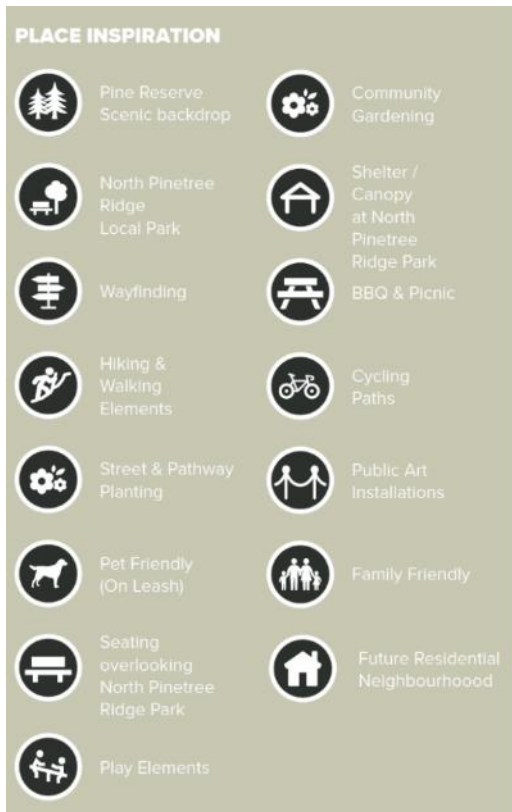 PLACE INSPIRATION
Pine Reserve
Scenic backdrop
North Pinetree
Ridge
Local Park
Wayfinding
Hiking &
Walking
Elements
Street & Pathway
Planting
Pet Friendly
(On Leash)
Seating
overlooking
North Pinetree
Ridge Park
Play Elements
Community
Gardening
Shelter /
Canopy
at North
Pinetree
Ridge Park
BBQ & Picnic
Cycling
Paths
Public Art
Installations
Family Friendly
Future Residential
Neighbourhoood